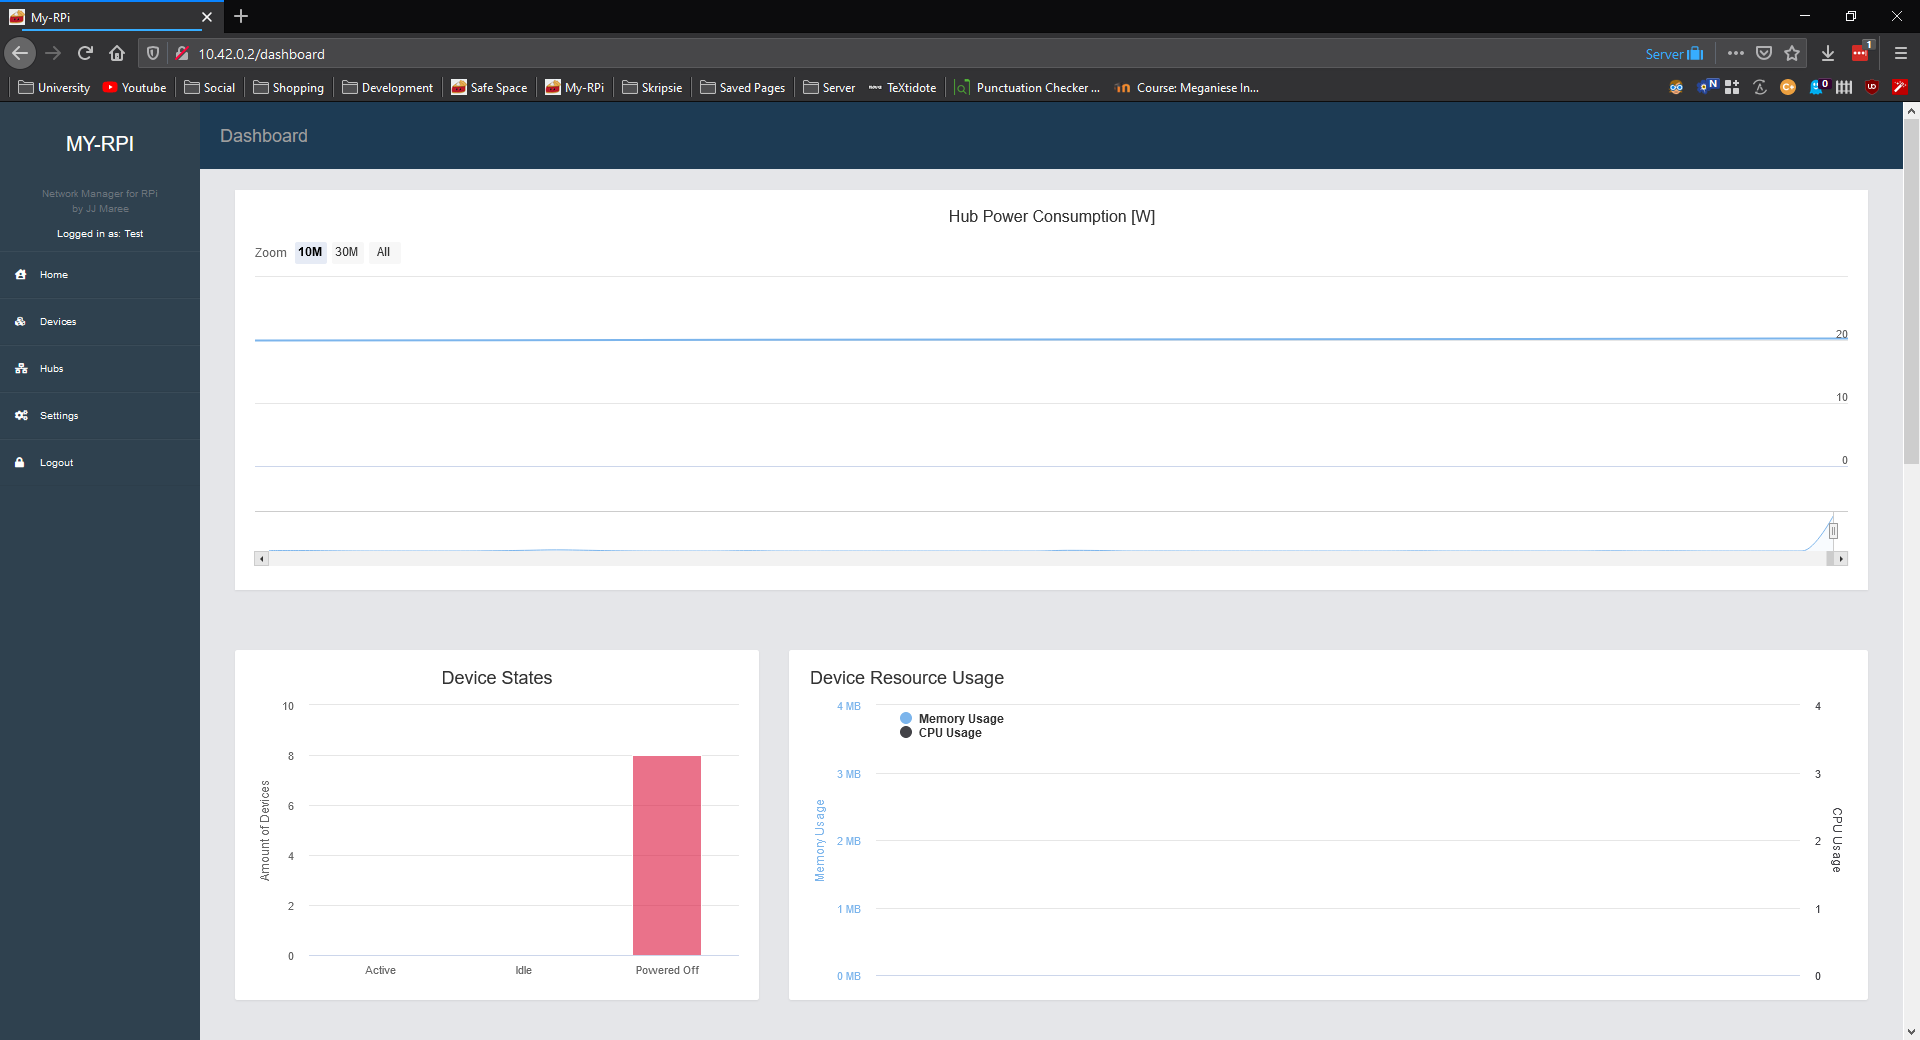 My-RPi
10.42.0.2/dashboard
Server
1
University
Youtube
Social
Shopping
Development
Safe Space
My-RPi
Skripsie
Saved Pages
Server
TeXtidote
Punctuation Checker ...
Course: Meganiese In...
N
C+
0
MY-RPI
Network Manager for RPi
by JJ Maree
Logged in as: Test
Home
Devices
Hubs
Settings
Logout
Dashboard
Hub Power Consumption [W]
Zoom 10M 30M All
20
10
0
Device States
Amount of Devices
10
8
6
4
2
0
Active Idle Powered Off
Device Resource Usage
Memory Usage
CPU Usage
Memory Usage
4 MB
3 MB
2 MB
1 MB
0 MB
4
3
2
1
0
CPU Usage